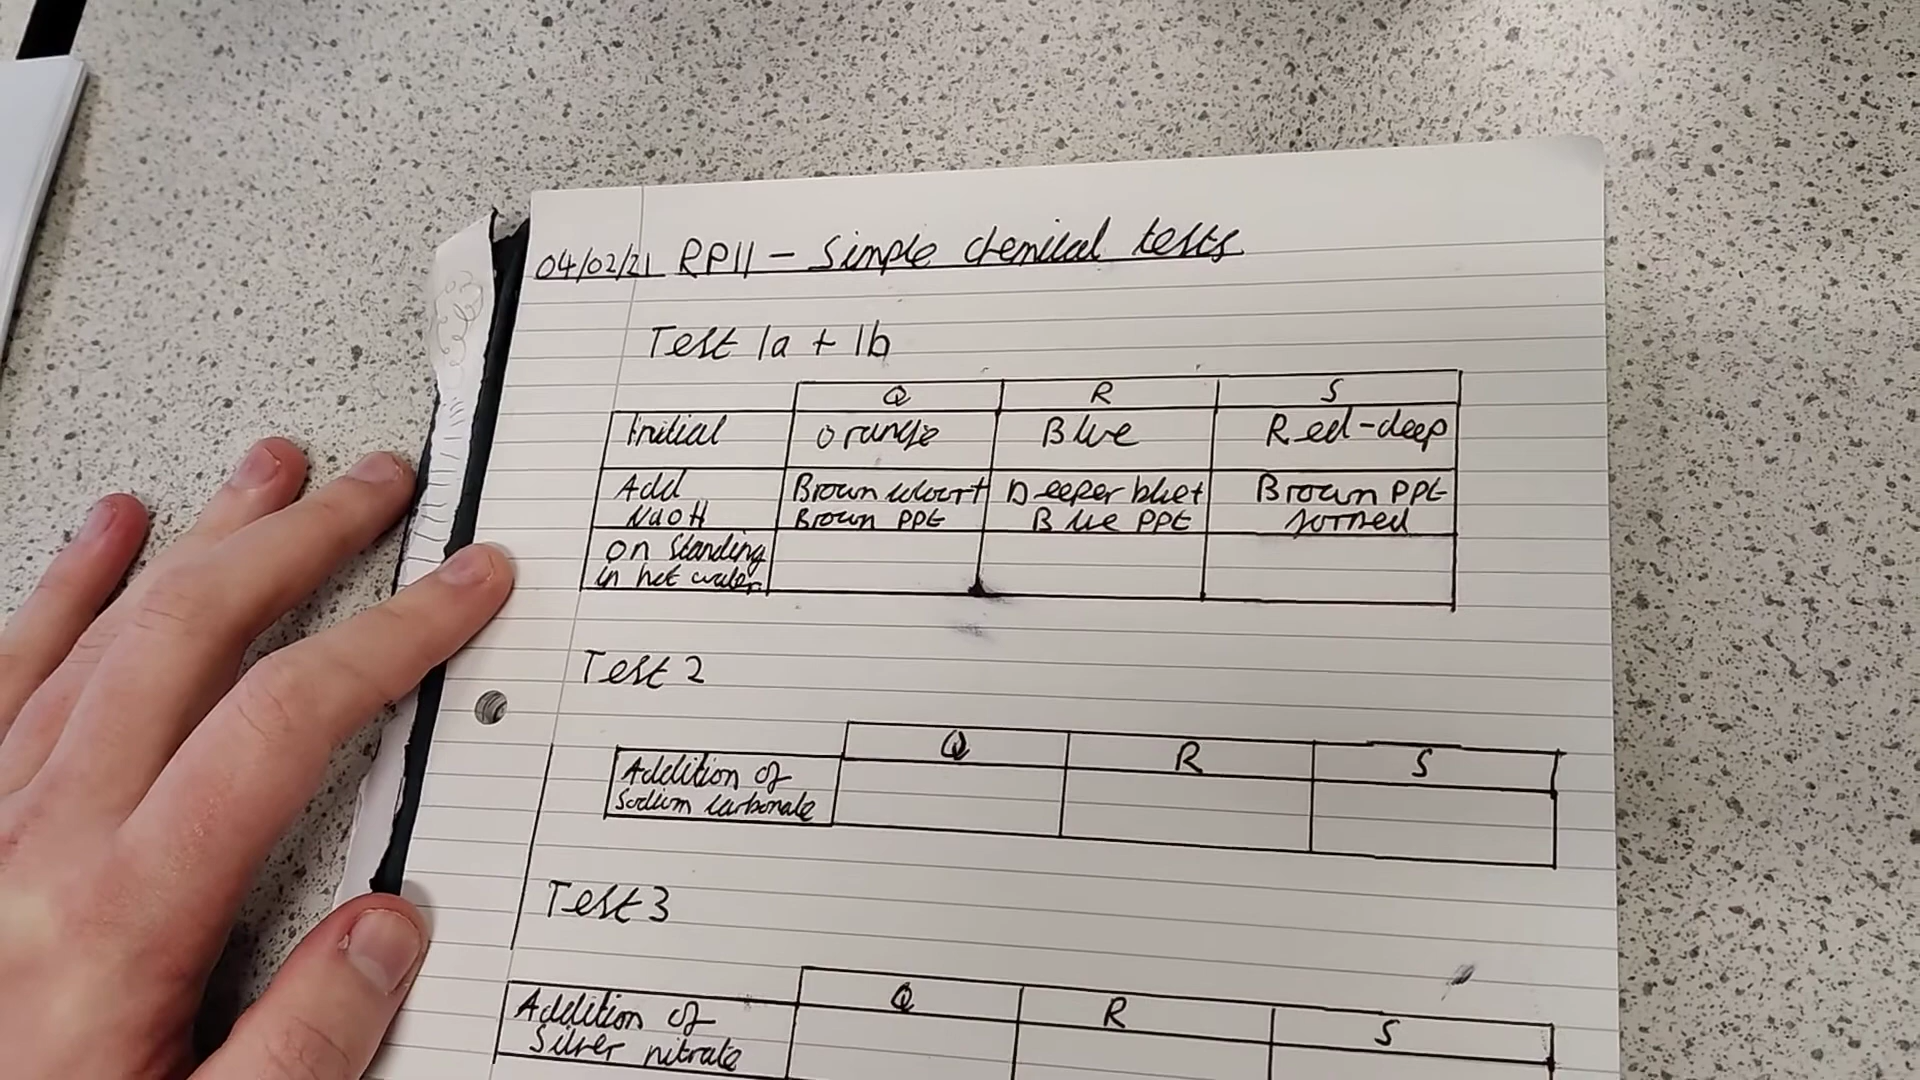 04/02/21 RP11 - Simple chemical tests
Test 1a + 1b
Q R S
Initial orange Blue Red-deep
Add Brown colour + Deeper blue + Brown PPt
NaOH Brown PPt Blue PPt formed
on standing
in hot water
Test 2
Q R S
Addition of
Sodium carbonate
Test 3
Q R S
Addition of
Silver nitrate